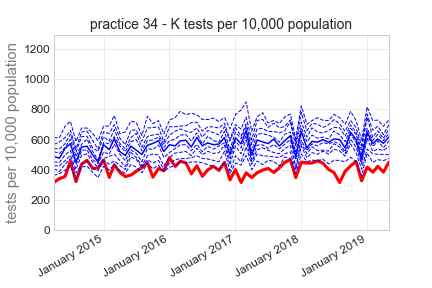 practice 34 - K tests per 10,000 population
tests per 10,000 population
1200
1000
800
600
400
200
0
January 2015
January 2016
January 2017
January 2018
January 2019